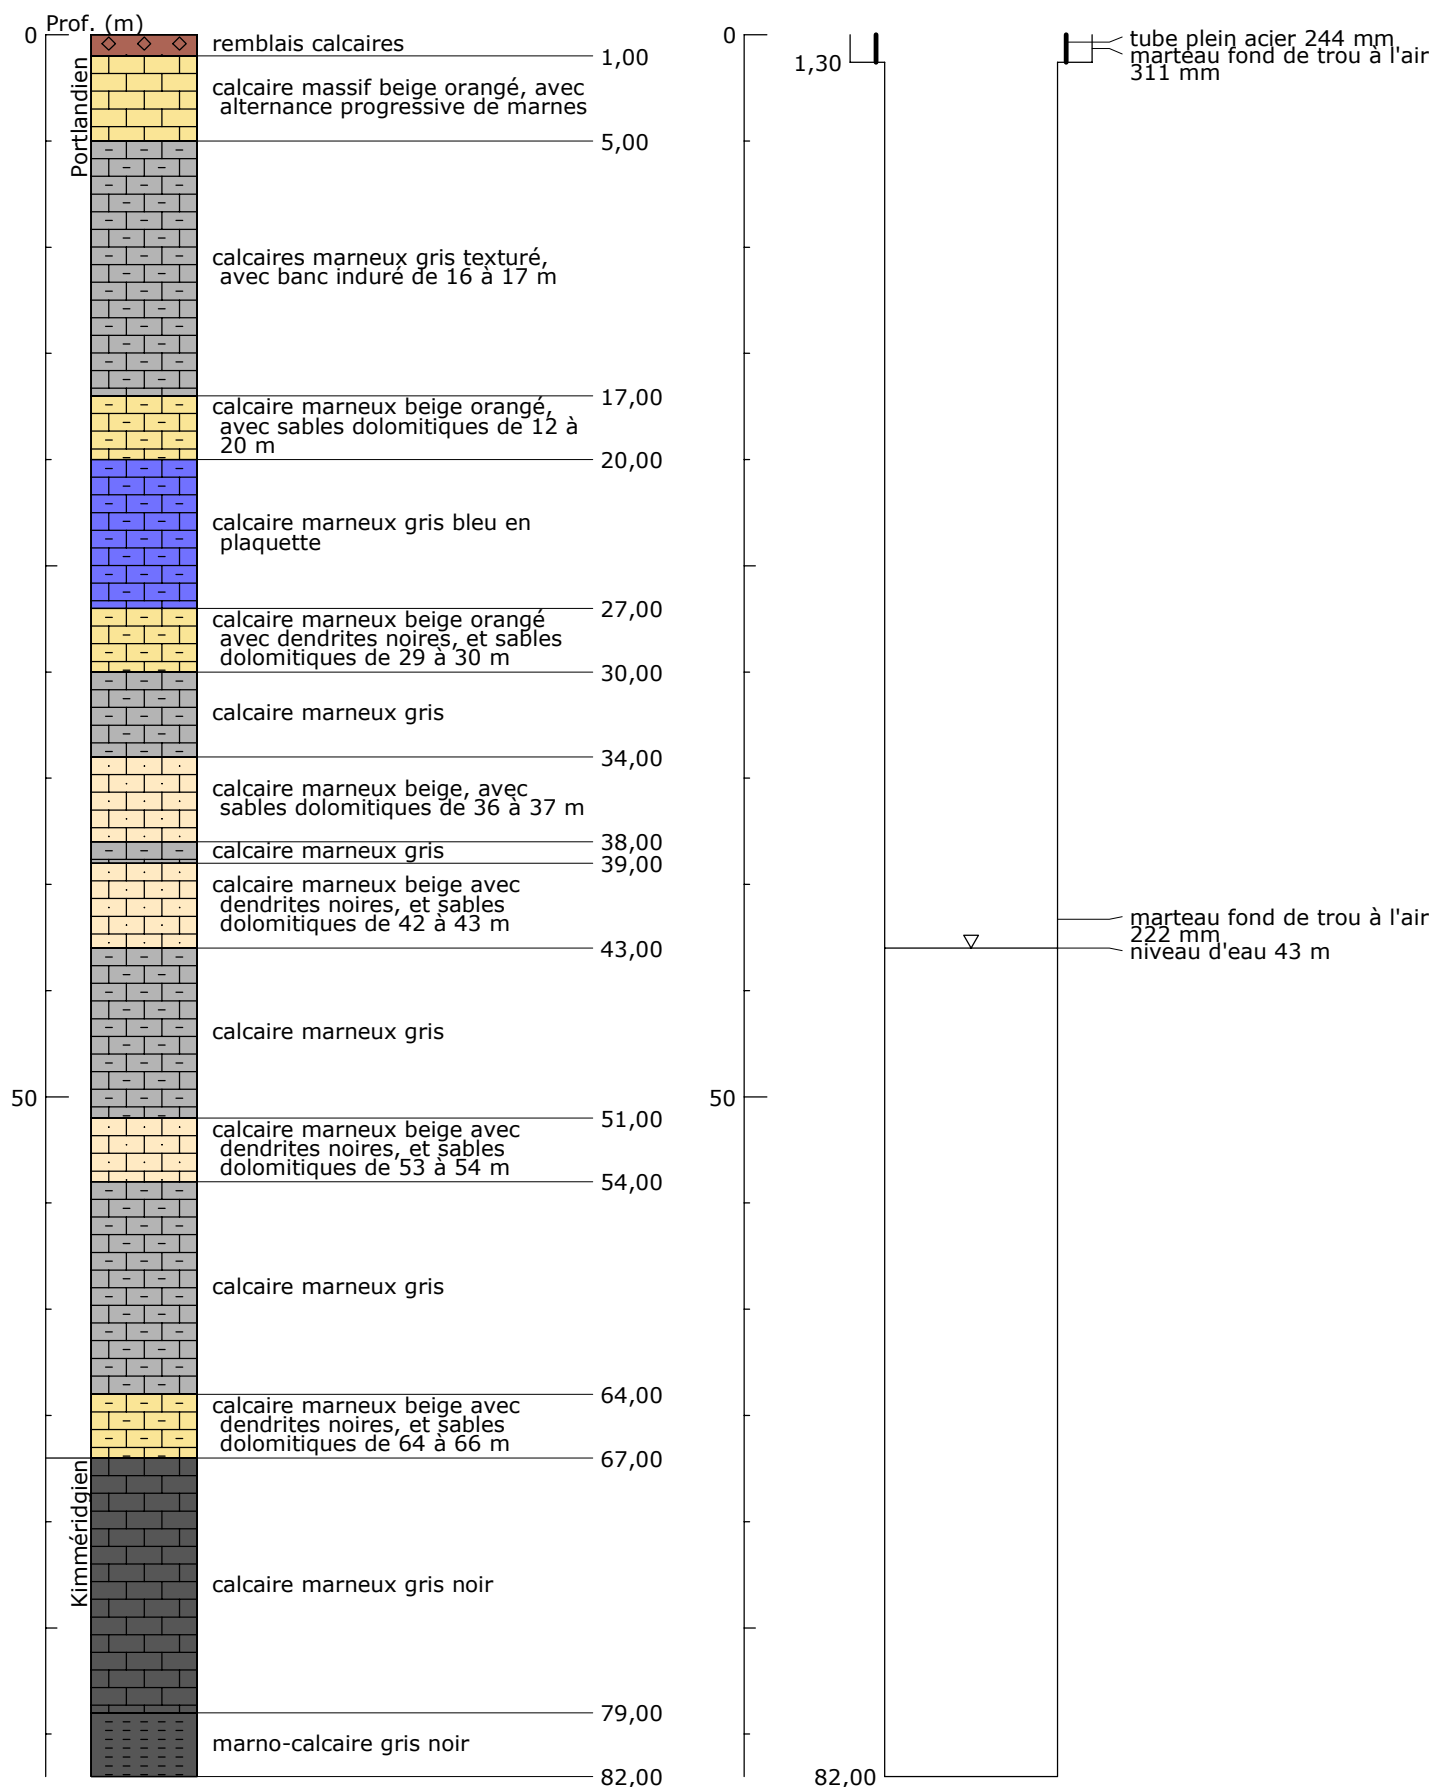 Prof. (m)
0
Portlandien
remblais calcaires
1,00
calcaire massif beige orangé, avec
alternance progressive de marnes
5,00
calcaires marneux gris texturé,
avec banc induré de 16 à 17 m
17,00
calcaire marneux beige orangé,
avec sables dolomitiques de 12 à
20 m
20,00
calcaire marneux gris bleu en
plaquette
27,00
calcaire marneux beige orangé
avec dendrites noires, et sables
dolomitiques de 29 à 30 m
30,00
calcaire marneux gris
34,00
calcaire marneux beige, avec
sables dolomitiques de 36 à 37 m
38,00
calcaire marneux gris
39,00
calcaire marneux beige avec
dendrites noires, et sables
dolomitiques de 42 à 43 m
43,00
calcaire marneux gris
50
51,00
calcaire marneux beige avec
dendrites noires, et sables
dolomitiques de 53 à 54 m
54,00
calcaire marneux gris
64,00
calcaire marneux beige avec
dendrites noires, et sables
dolomitiques de 64 à 66 m
67,00
Kimméridgien
calcaire marneux gris noir
79,00
marno-calcaire gris noir
82,00
0
1,30
tube plein acier 244 mm
marteau fond de trou à l'air
311 mm
marteau fond de trou à l'air
222 mm
niveau d'eau 43 m
50
82,00